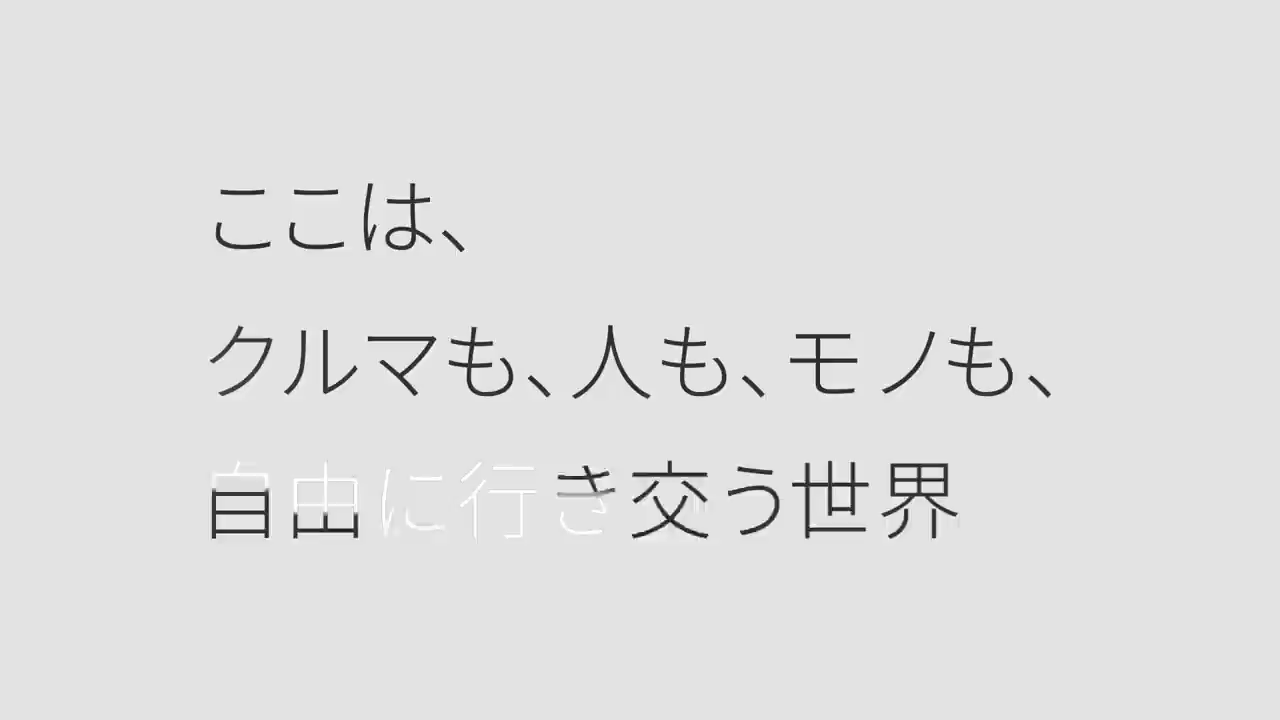 ここは、
クルマも、人も、モノも、
自由に行き交う世界